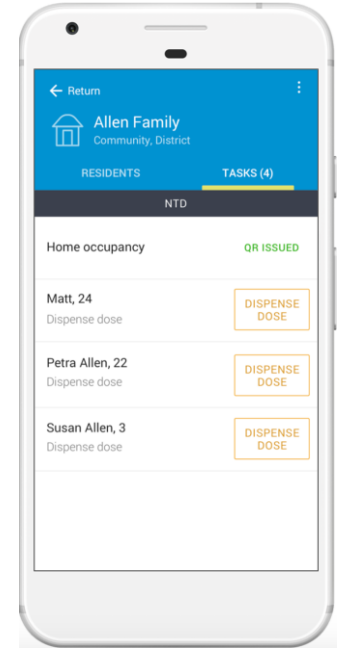 Return
Allen Family
Community, District
RESIDENTS
TASKS (4)
NTD
Home occupancy
QR ISSUED
Matt, 24
Dispense dose
DISPENSE
DOSE
Petra Allen, 22
Dispense dose
DISPENSE
DOSE
Susan Allen, 3
Dispense dose
DISPENSE
DOSE